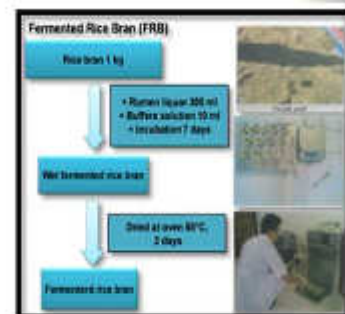 Fermented Rice Bran (FRB)
Rice bran 1 kg
• Rumen liquor 300 ml
• Buffers solution 10 ml
• Incubation 7 days
Wet fermented rice bran
Dried at oven 60°C,
3 days
Fermented rice bran